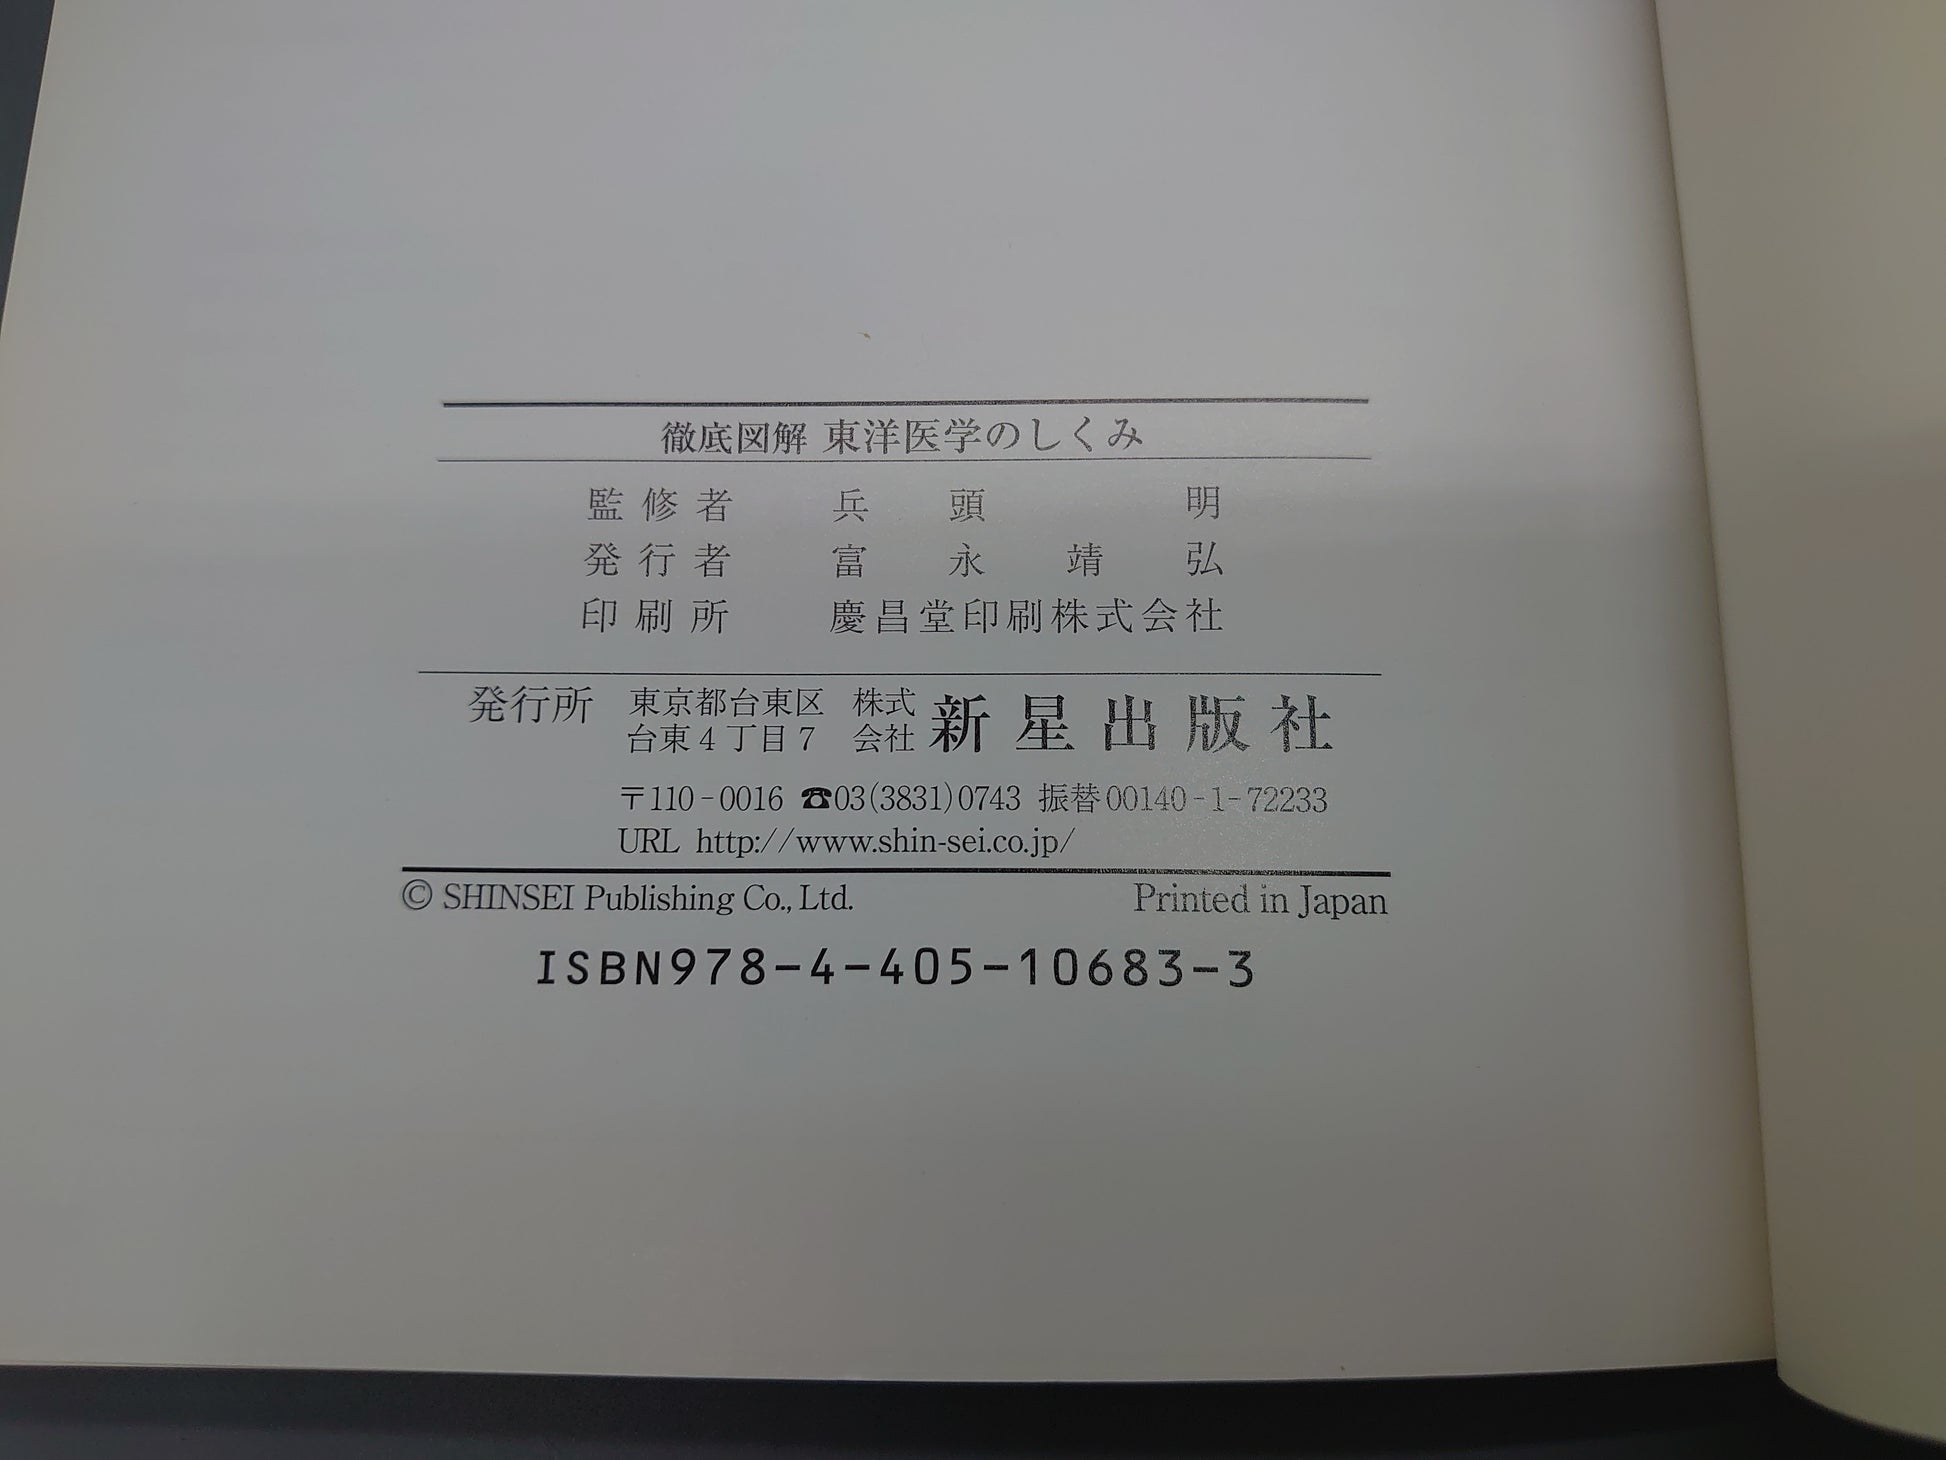 徹底図解 東洋医学のしくみ
監修者 兵頭 明
発行者 富永靖弘
印刷所 慶昌堂印刷株式会社
発行所 東京都台東区台東4丁目7 株式会社 新星出版社
〒110-0016 ☎03(3831)0743 振替00140-1-72233
URL http://www.shin-sei.co.jp/
© SHINSEI Publishing Co., Ltd. Printed in Japan
ISBN978-4-405-10683-3